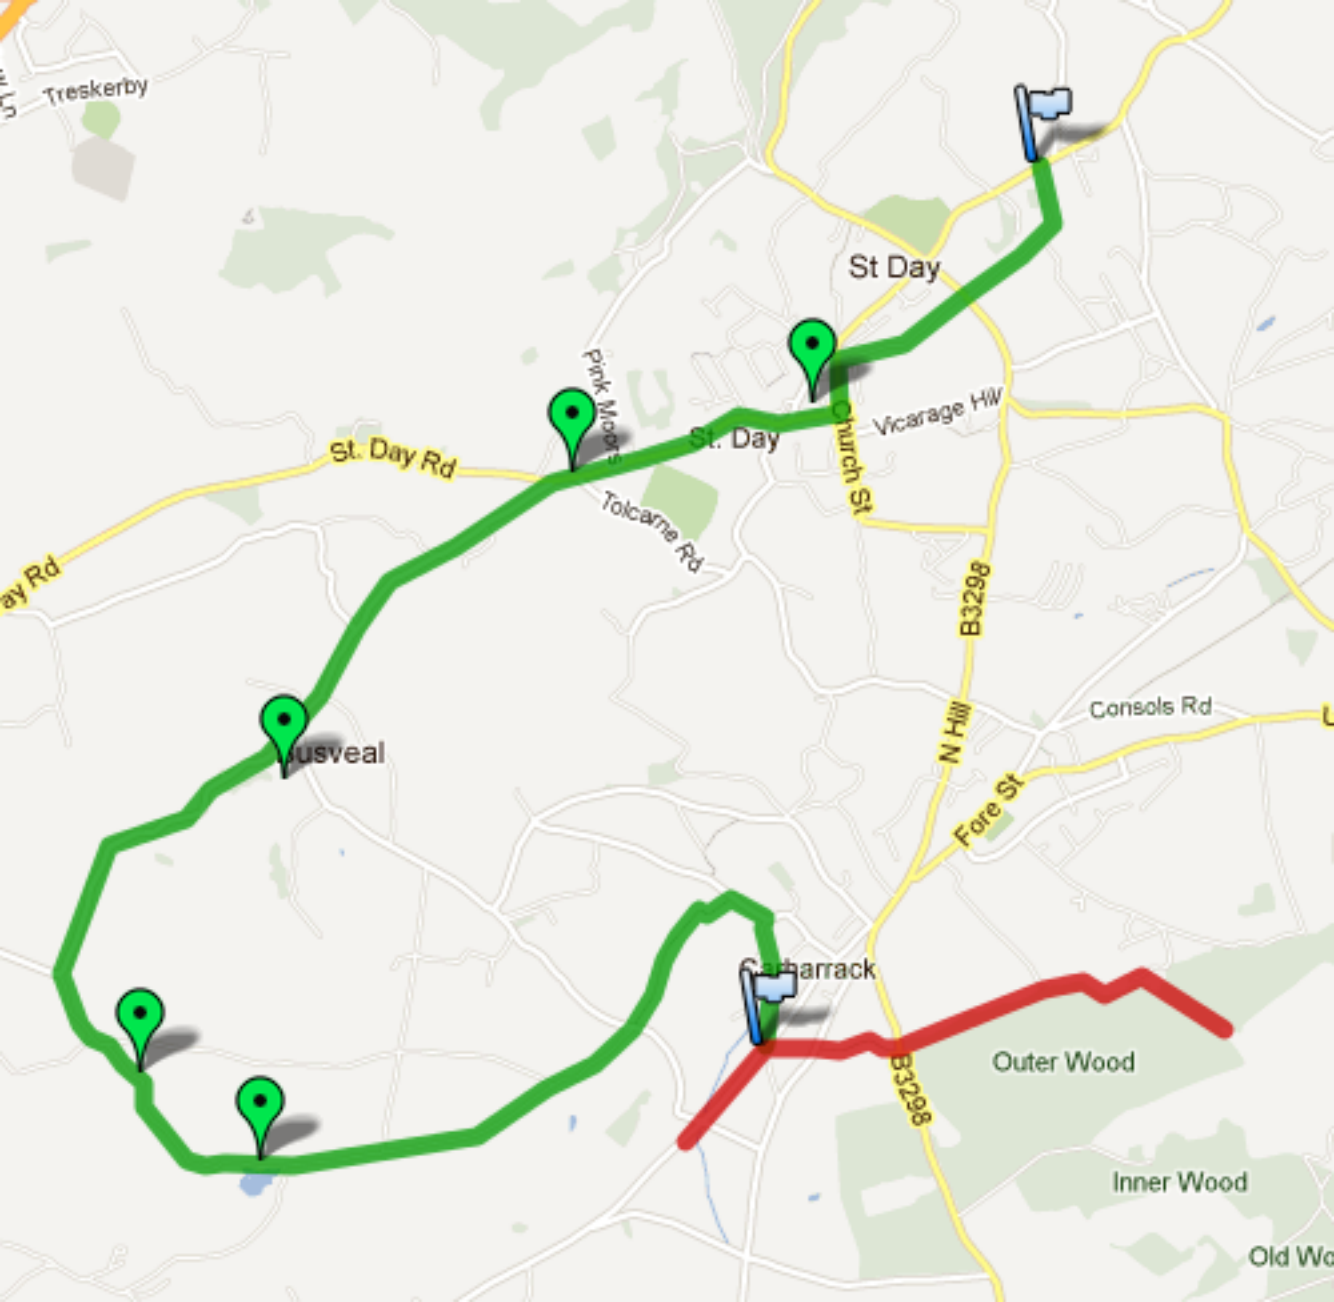 Treskerby
St Day
Pink Moors
Vicarage Hill
St. Day
Church St
St. Day Rd
Tolcarne Rd
ay Rd
B3298
Consols Rd
N Hill
Busveal
Fore St
Carharrack
Outer Wood
B3298
Inner Wood
Old Wo